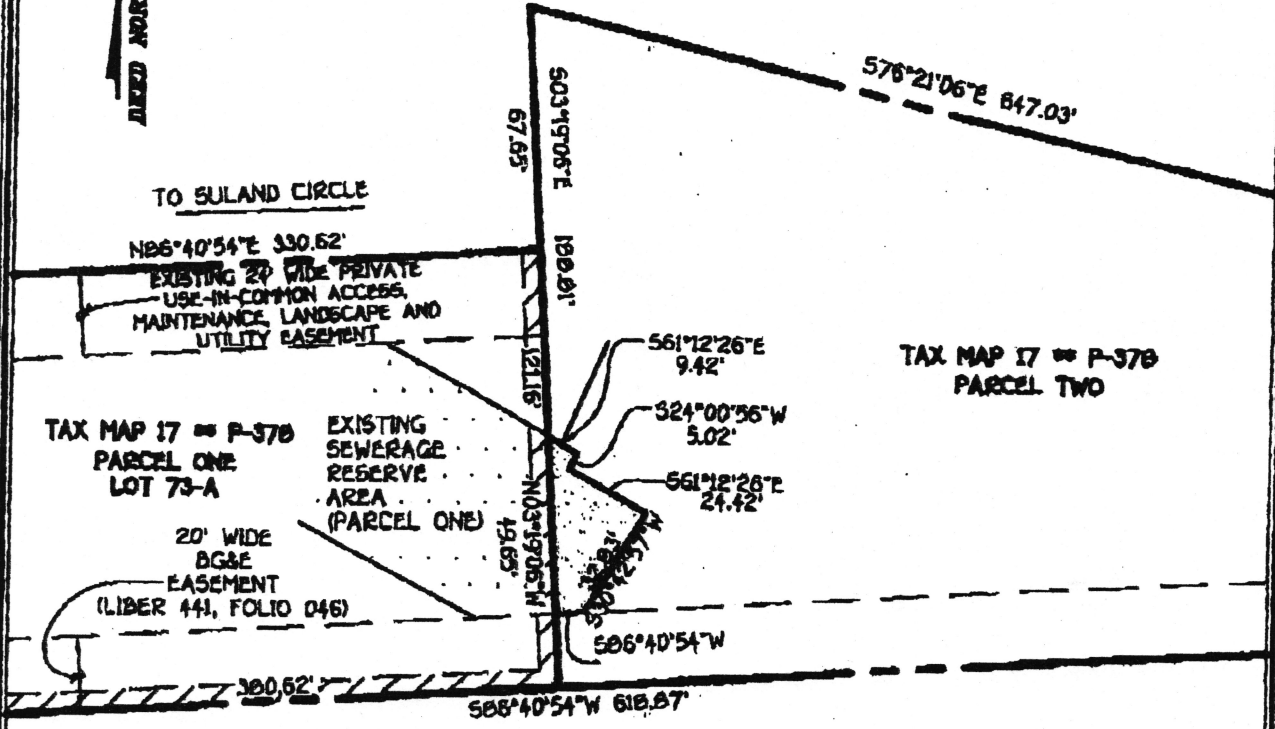 DEED NOR
S76°21'06"E 847.03'
S03°19'06"E
67.65'
188.81'
TO SULAND CIRCLE
N86°40'54"E 330.62'
EXISTING 24' WIDE PRIVATE
USE-IN-COMMON ACCESS,
MAINTENANCE, LANDSCAPE AND
UTILITY EASEMENT
121.16'
S61°12'26"E
9.42'
S24°00'56"W
5.02'
S61°12'26"E
24.42'
TAX MAP 17 ** P-378
PARCEL TWO
TAX MAP 17 ** P-378
PARCEL ONE
LOT 73-A
EXISTING
SEWERAGE
RESERVE
AREA
(PARCEL ONE)
N03°19'06"W
49.65'
20' WIDE
BG&E
EASEMENT
(LIBER 441, FOLIO 046)
S86°40'54"W
S86°40'54"W 618.87'